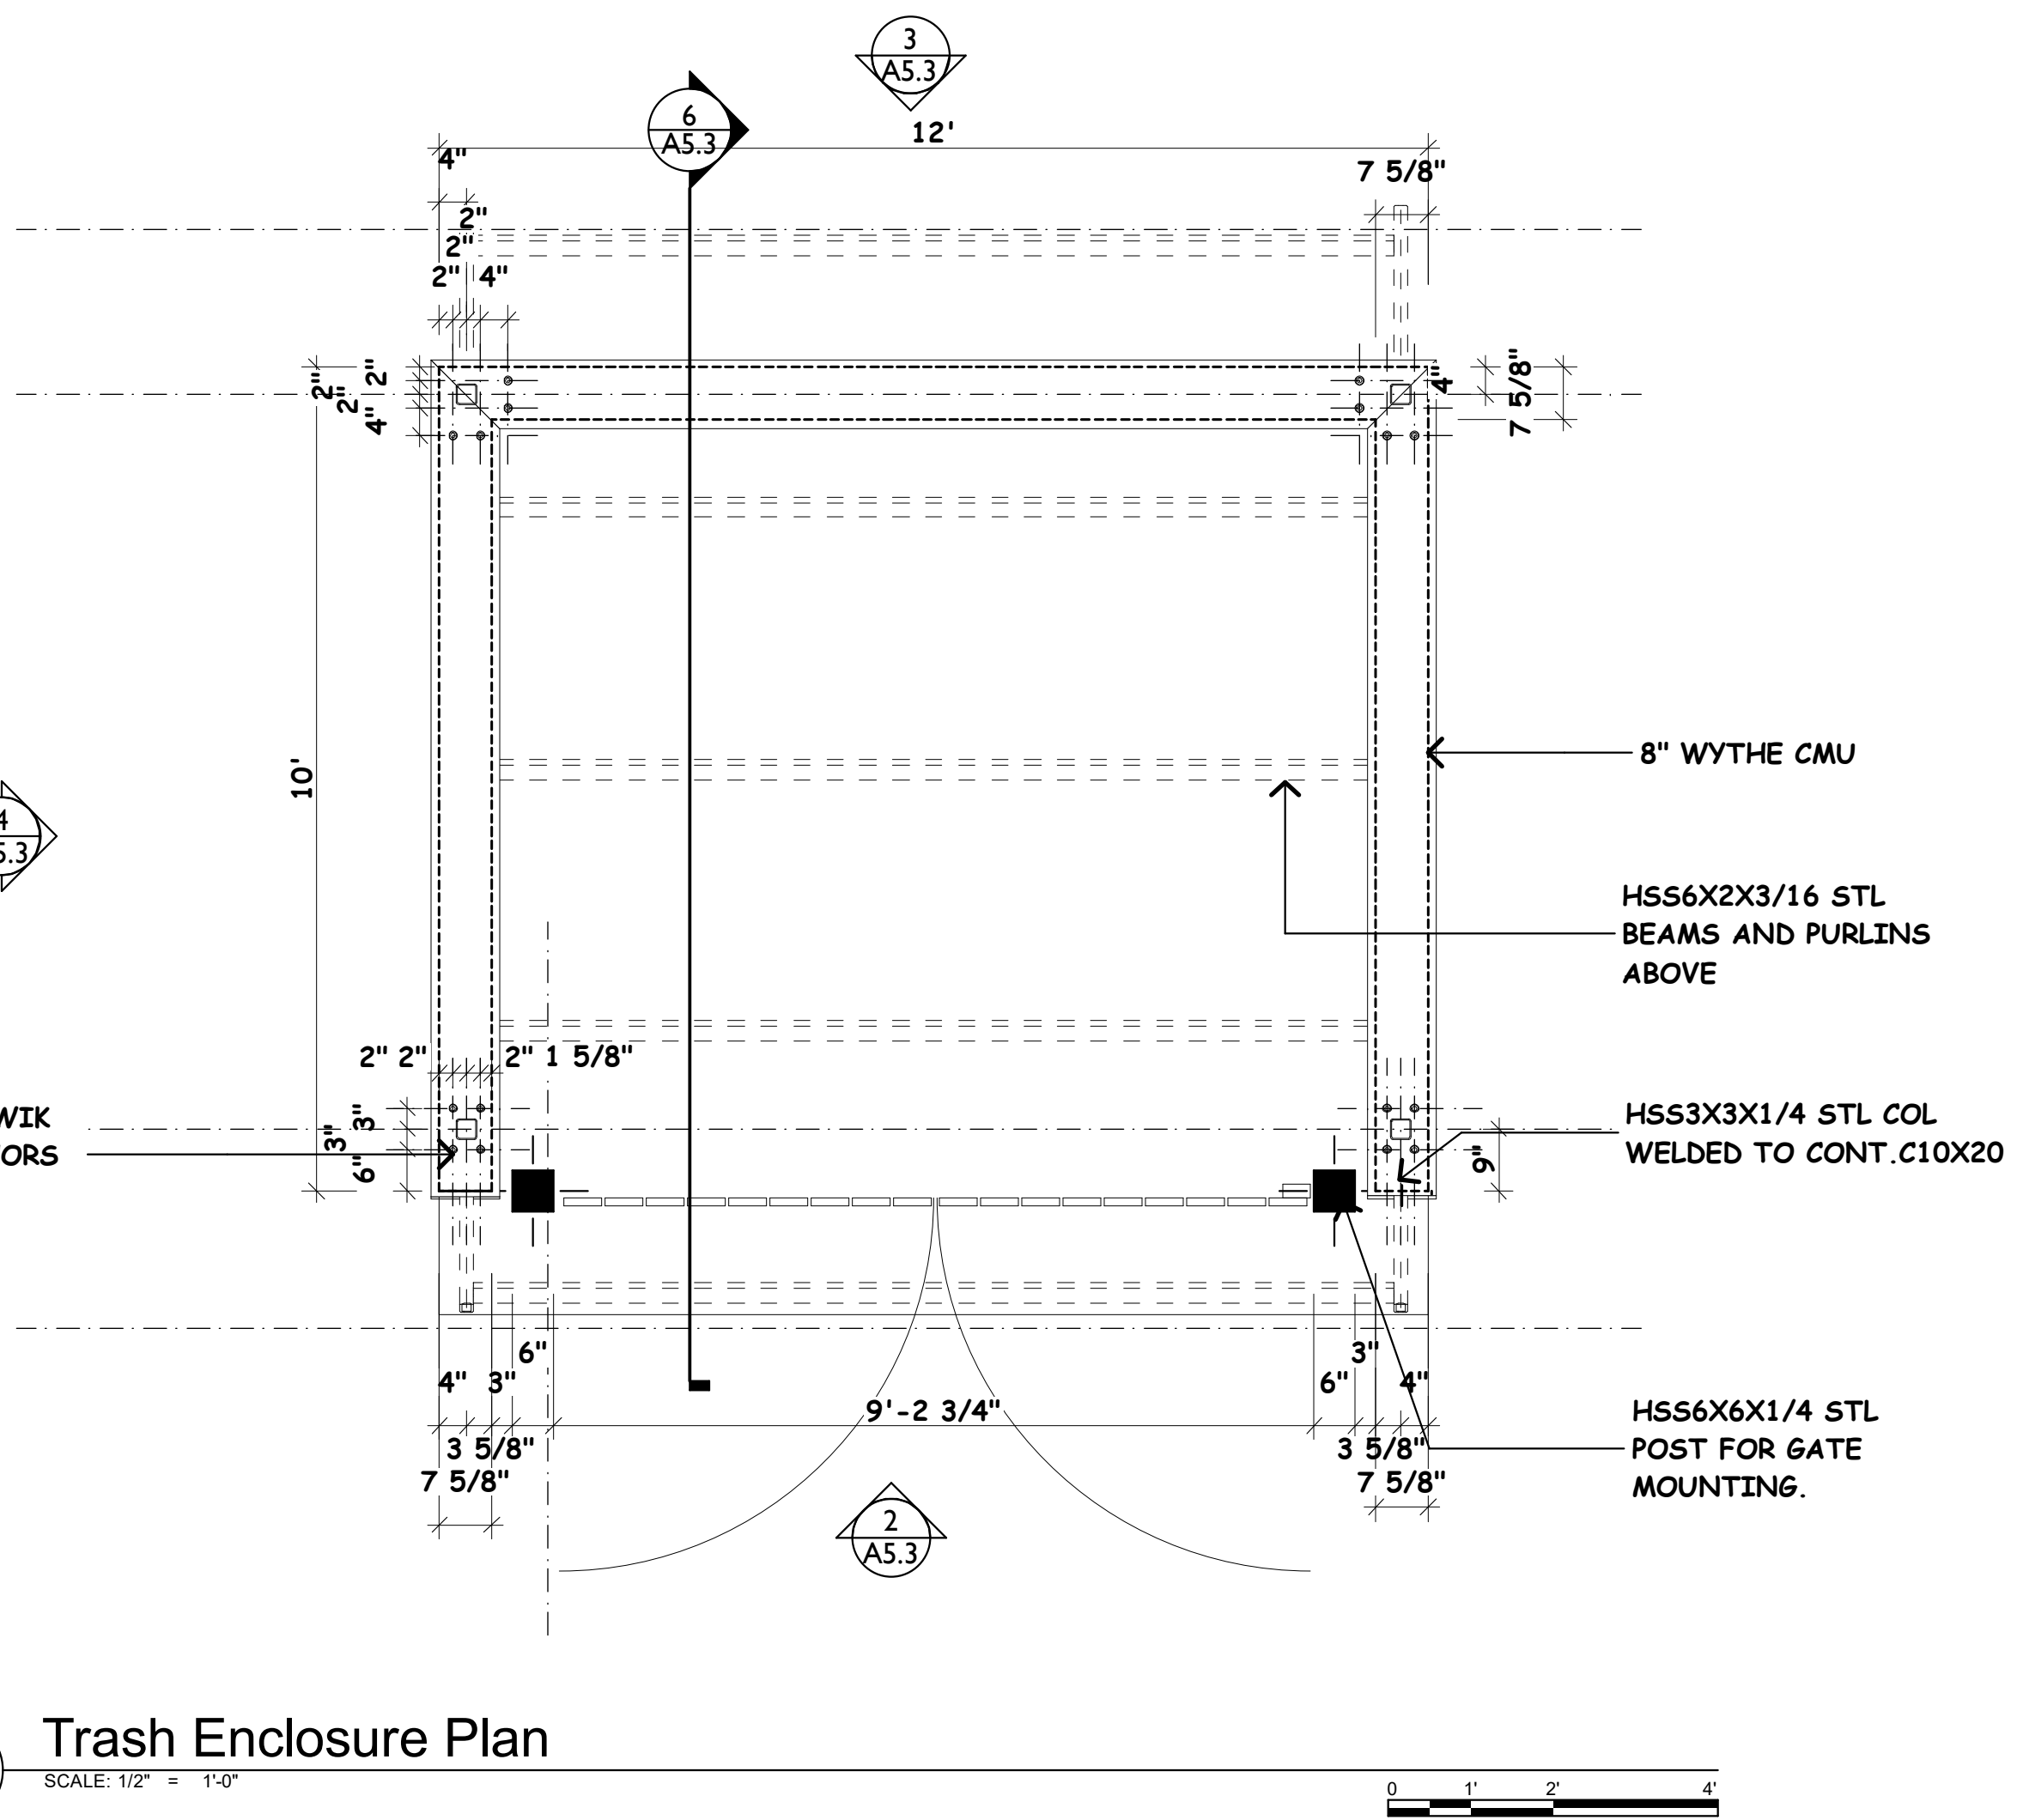 3
A5.3
6
A5.3
12'
4"
7 5/8"
2"
2"
2" 4"
2"
2"
2"
4"
4"
7 5/8"
10'
8" WYTHE CMU
4
5.3
HSS6X2X3/16 STL
BEAMS AND PURLINS
ABOVE
2" 2"
2" 1 5/8"
WIK
ORS
3"
3"
6"
HSS3X3X1/4 STL COL
WELDED TO CONT.C10X20
9"
6"
3"
4"
3"
6"
4"
9'-2 3/4"
3 5/8"
3 5/8"
7 5/8"
7 5/8"
HSS6X6X1/4 STL
POST FOR GATE
MOUNTING.
2
A5.3
Trash Enclosure Plan
SCALE: 1/2" = 1'-0"
0 1' 2' 4'